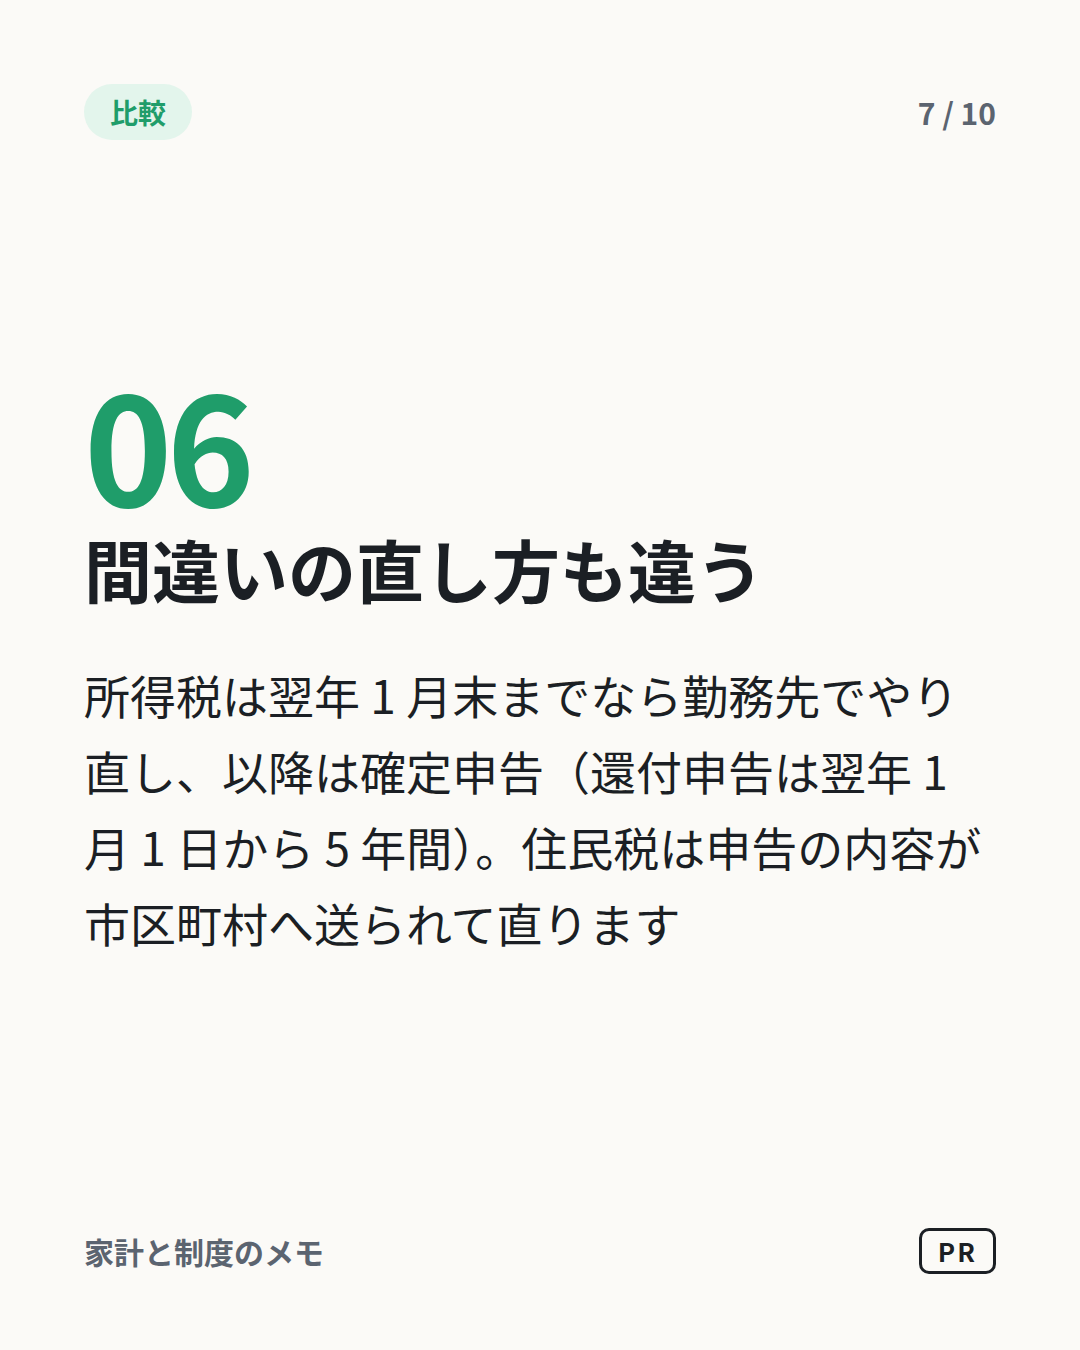 比較
7 / 10
06
間違いの直し方も違う
所得税は翌年1月末までなら勤務先でやり
直し、以降は確定申告（還付申告は翌年1
月1日から5年間）。住民税は申告の内容が
市区町村へ送られて直ります
家計と制度のメモ
PR